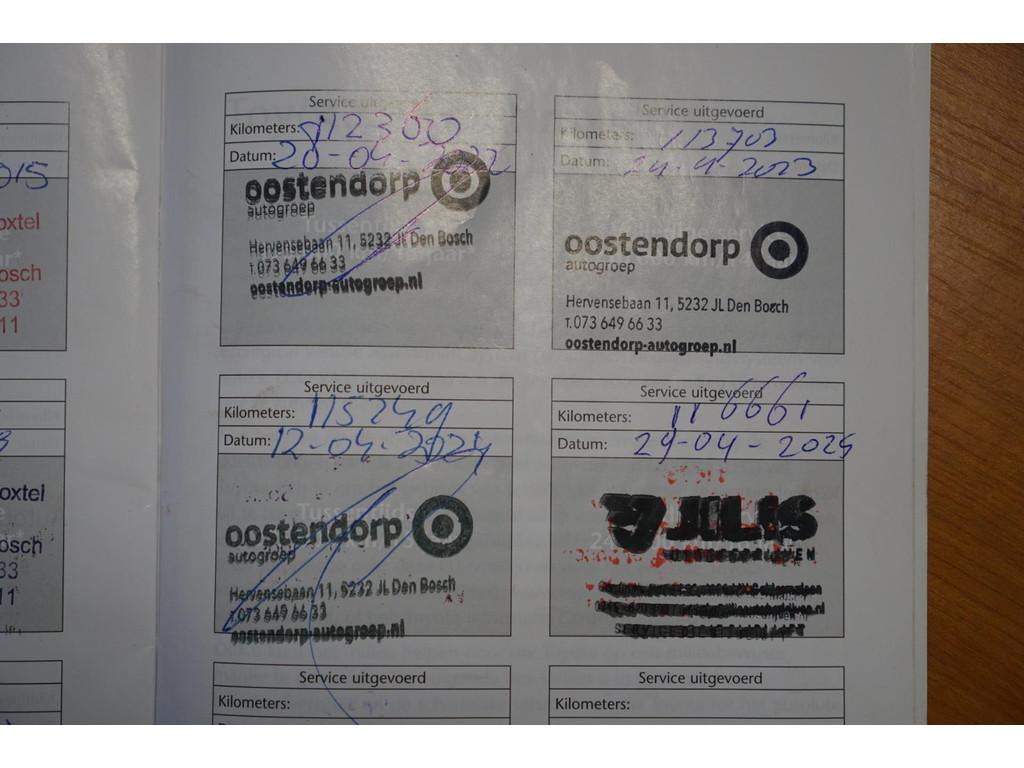 015
oxtel
osch
33
11
oxtel
osch
33
11
Service uitgevoerd
Kilometers: 112300
Datum: 20-04-2022
oostendorp
autogroep
Hervensebaan 11, 5232 JL Den Bosch
T.073 649 66 33
oostendorp-autogroep.nl
Service uitgevoerd
Kilometers: 113703
Datum: 24-4-2023
oostendorp
autogroep
Hervensebaan 11, 5232 JL Den Bosch
T.073 649 66 33
oostendorp-autogroep.nl
Service uitgevoerd
Kilometers: 115249
Datum: 12-04-2024
oostendorp
autogroep
Hervensebaan 11, 5232 JL Den Bosch
T.073 649 66 33
oostendorp-autogroep.nl
Service uitgevoerd
Kilometers: 116661
Datum: 29-04-2025
Service uitgevoerd
Kilometers:
Service uitgevoerd
Kilometers: